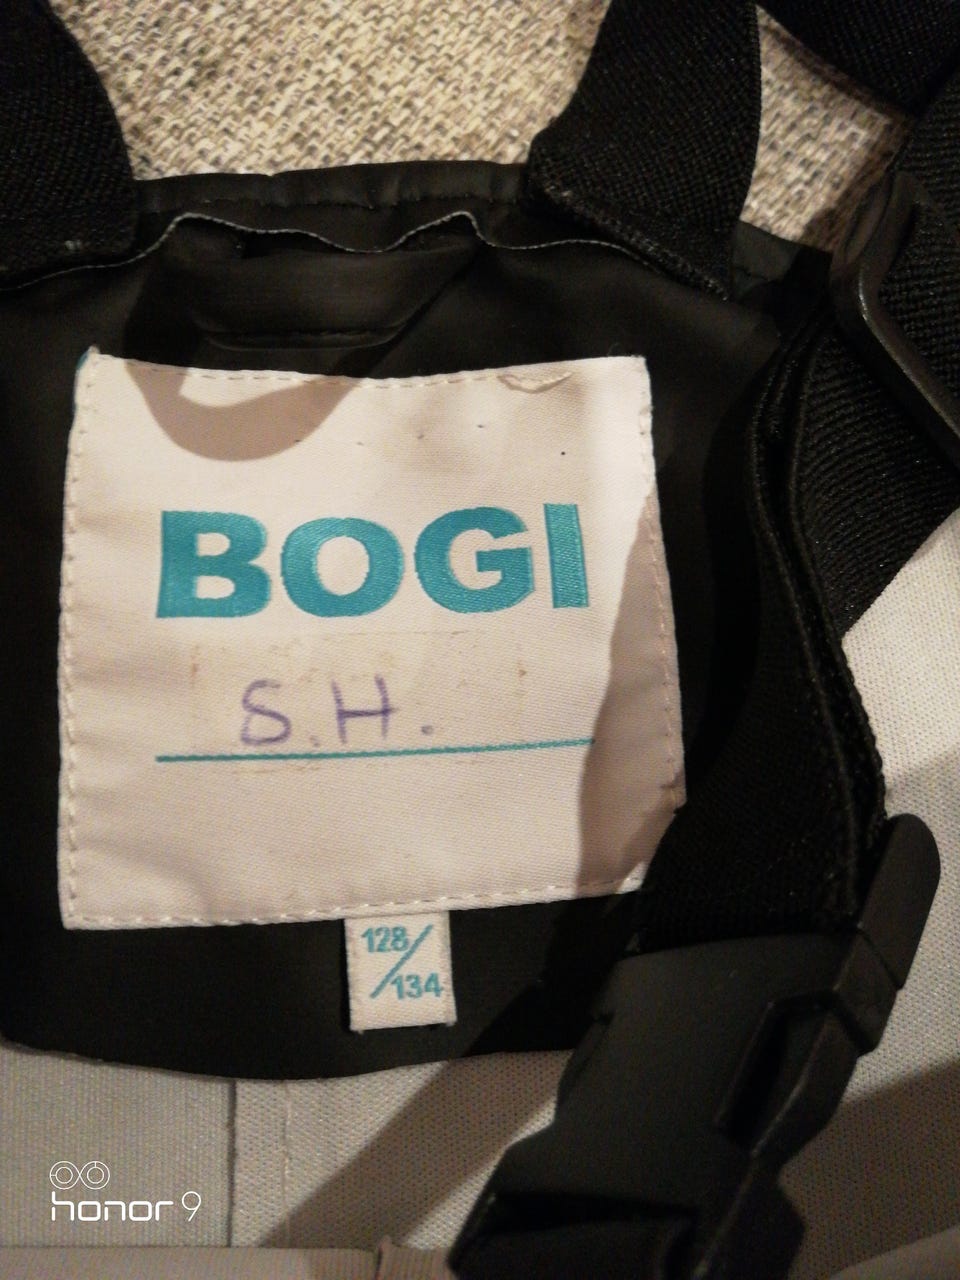 BOGI
S.H.
128/
134
honor 9